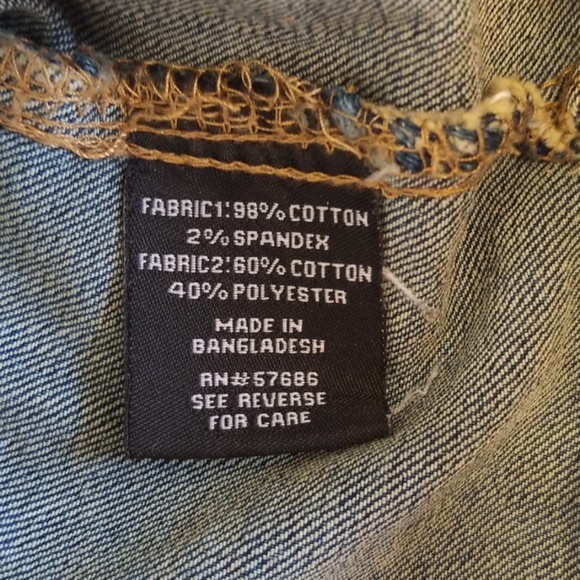 FABRIC1:98% COTTON
2% SPANDEX
FABRIC2:60% COTTON
40% POLYESTER
MADE IN
BANGLADESH
RN#57686
SEE REVERSE
FOR CARE